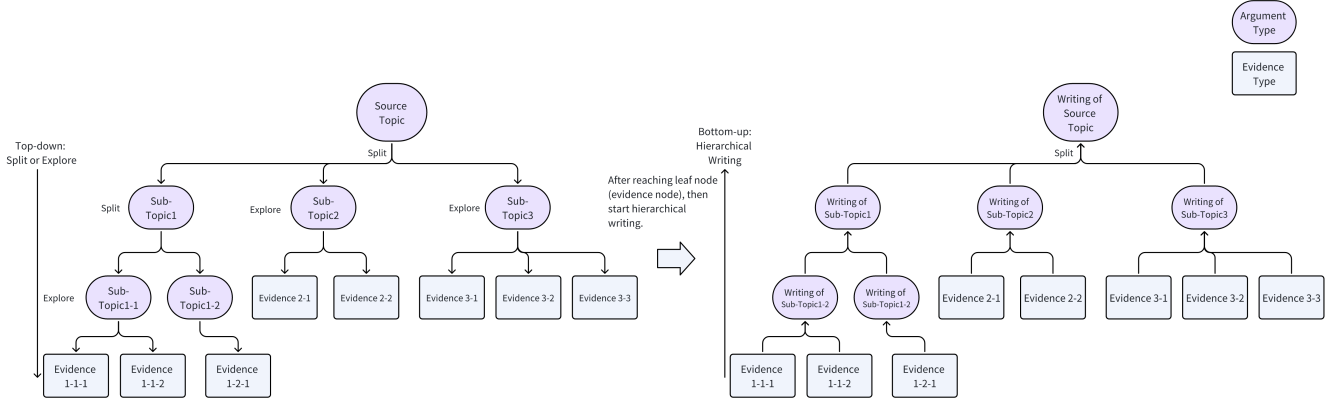 Argument
Type
Evidence
Type
Source
Topic
Top-down:
Split or Explore
Split
Split
Sub-
Topic1
Explore
Sub-
Topic2
Explore
Sub-
Topic3
Explore
Sub-
Topic1-1
Sub-
Topic1-2
Evidence 2-1
Evidence 2-2
Evidence 3-1
Evidence 3-2
Evidence 3-3
Evidence
1-1-1
Evidence
1-1-2
Evidence
1-2-1
After reaching leaf node
(evidence node), then
start hierarchical
writing.
Bottom-up:
Hierarchical
Writing
Writing of
Source
Topic
Split
Writing of
Sub-Topic1
Writing of
Sub-Topic2
Writing of
Sub-Topic3
Writing of
Sub-Topic1-2
Writing of
Sub-Topic1-2
Evidence 2-1
Evidence 2-2
Evidence 3-1
Evidence 3-2
Evidence 3-3
Evidence
1-1-1
Evidence
1-1-2
Evidence
1-2-1